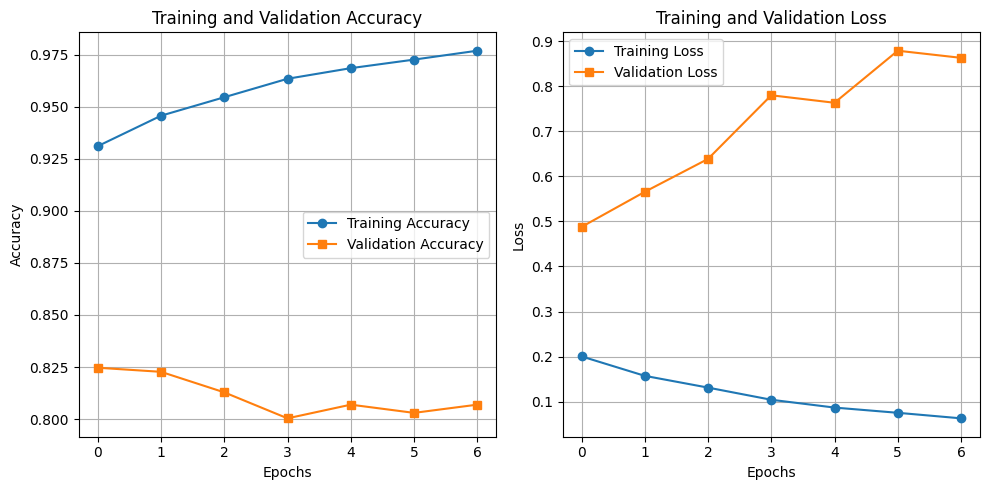 Training and Validation Accuracy
Accuracy
0.975
0.950
0.925
0.900
0.875
0.850
0.825
0.800
Training Accuracy
Validation Accuracy
0 1 2 3 4 5 6
Epochs
Training and Validation Loss
Loss
0.9
0.8
0.7
0.6
0.5
0.4
0.3
0.2
0.1
Training Loss
Validation Loss
0 1 2 3 4 5 6
Epochs